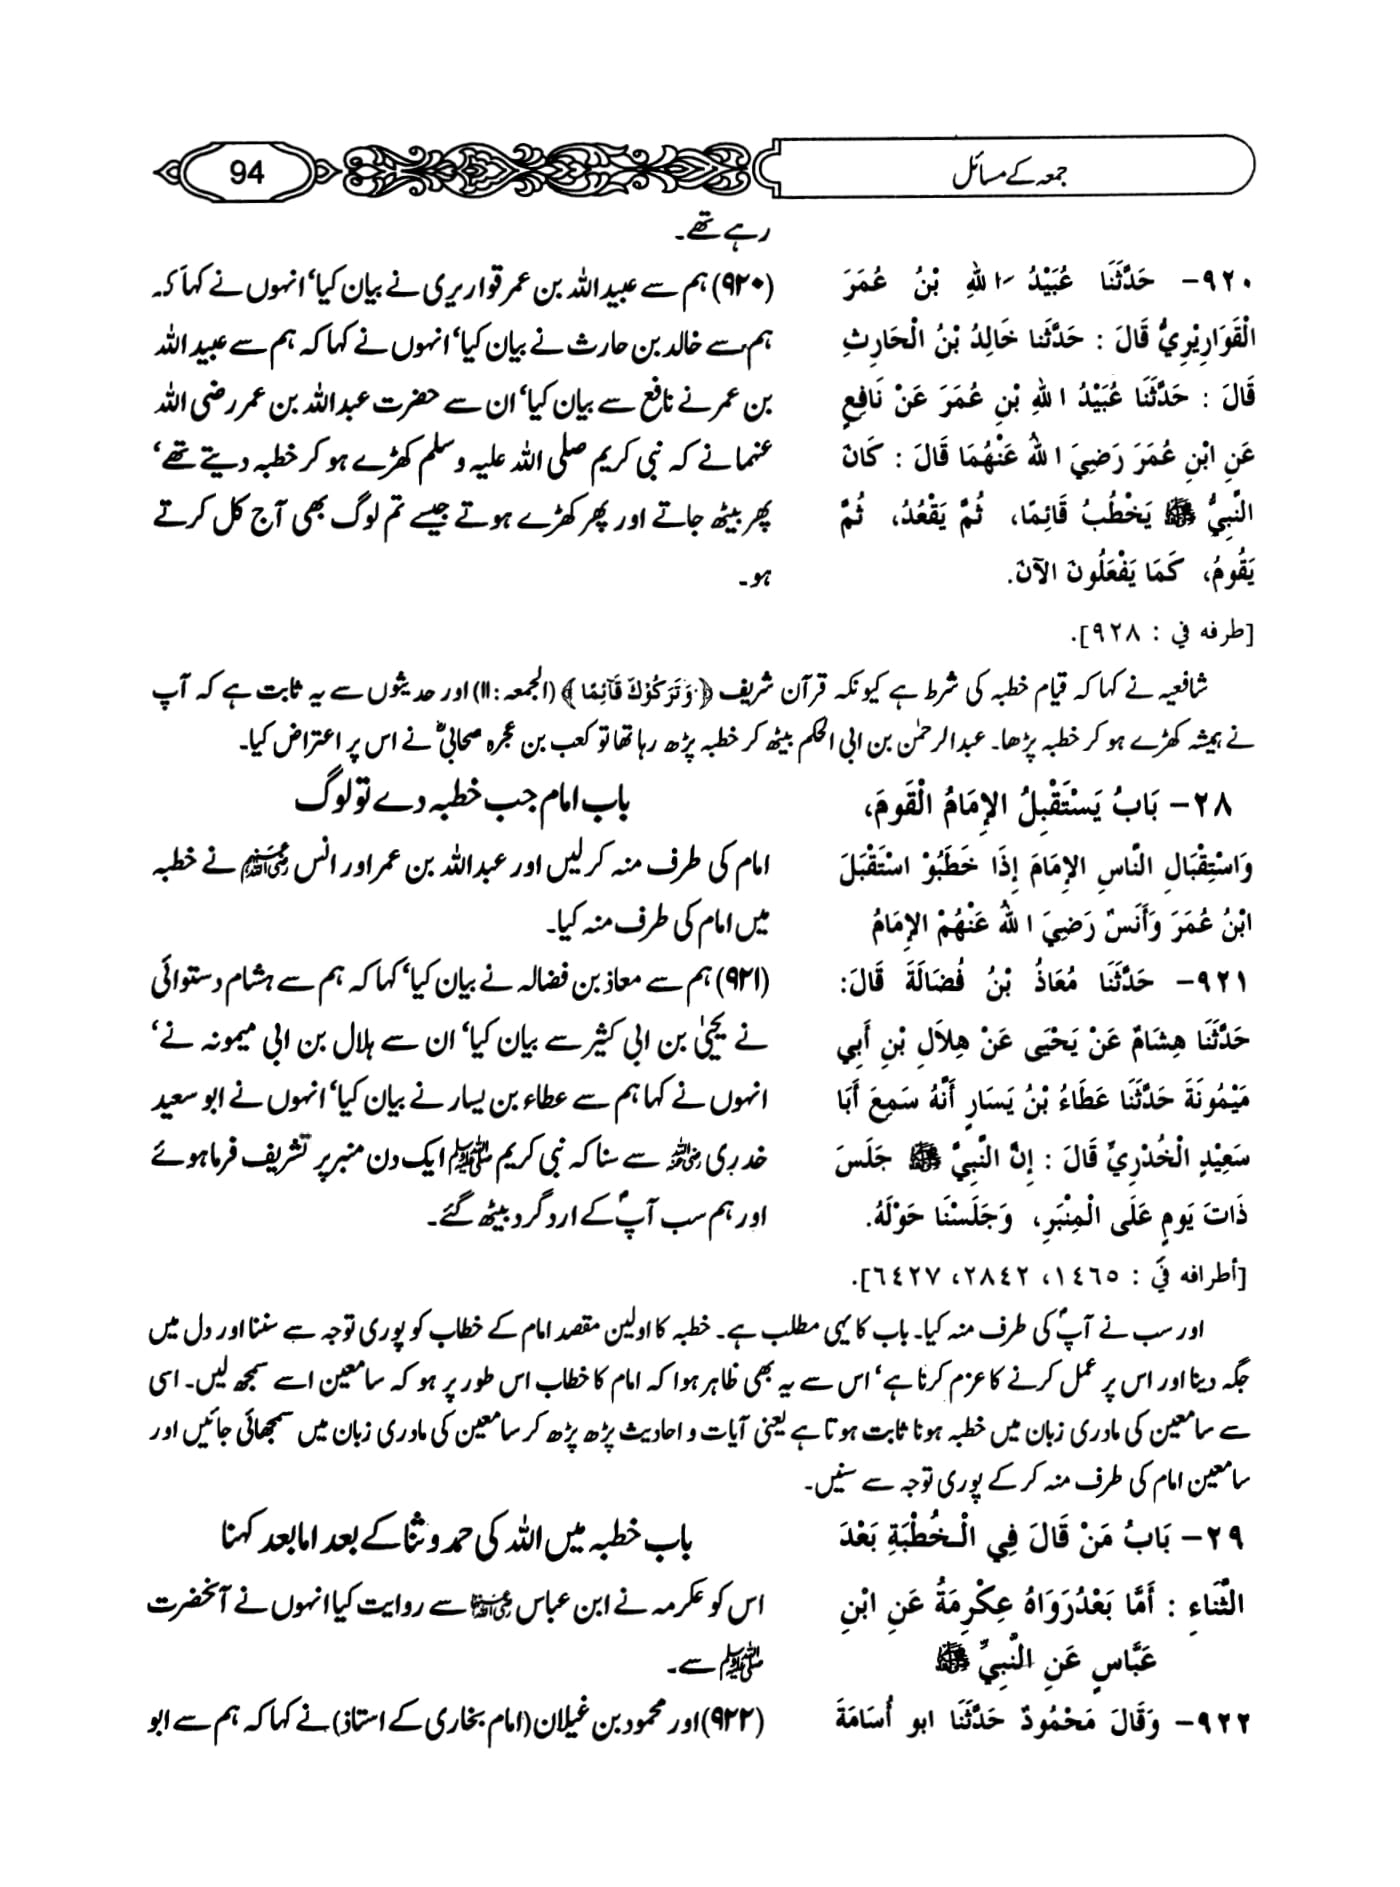 جمعہ کے مسائل
94
رہے تھے۔
٩٢٠- حَدَّثَنَا عُبَيْدُ اللهِ بْنُ عُمَرَ
الْقَوَارِيْرِيُّ قَالَ : حَدَّثَنا خَالِدُ بْنُ الْحَارِثِ
قَالَ : حَدَّثَنَا عُبَيْدُ اللهِ بْنِ عُمَرَ عَنْ نَافِعٍ
عَنِ ابْنِ عُمَرَ رَضِيَ اللهُ عَنْهُمَا قَالَ : كَانَ
النَّبِيُّ ﷺ يَخْطُبُ قَائِمًا، ثُمَّ يَقْعُدُ، ثُمَّ
يَقُومُ، كَمَا يَفْعَلُونَ الآنَ.
[طرفه في : ٩٢٨].
(۹۲۰) ہم سے عبیداللہ بن عمر قواریری نے بیان کیا‘ انہوں نے کہا کہ
ہم سے خالد بن حارث نے بیان کیا‘ انہوں نے کہا کہ ہم سے عبیداللہ
بن عمر نے نافع سے بیان کیا‘ ان سے حضرت عبداللہ بن عمر رضی اللہ
عنہما نے کہ نبی کریم صلی اللہ علیہ و سلم کھڑے ہو کر خطبہ دیتے تھے‘
پھر بیٹھ جاتے اور پھر کھڑے ہوتے جیسے تم لوگ بھی آج کل کرتے
ہو۔
شافعیہ نے کہا کہ قیام خطبہ کی شرط ہے کیونکہ قرآن شریف ﴿وَتَرَكُوْكَ قَآئِمًا﴾ (الجمعہ:۱۱) اور حدیثوں سے یہ ثابت ہے کہ آپ
نے ہمیشہ کھڑے ہو کر خطبہ پڑھا۔ عبدالرحمٰن بن ابی الحکم بیٹھ کر خطبہ پڑھ رہا تھا تو کعب بن عجرہ صحابیؓ نے اس پر اعتراض کیا۔
٢٨- بَابُ يَسْتَقْبِلُ الإِمَامُ الْقَومَ،
وَاسْتِقْبَالِ النَّاسِ الإِمَامَ إِذَا خَطَبَوْ اسْتَقْبَلَ
ابْنُ عُمَرَ وَأَنَسٌ رَضِيَ اللهُ عَنْهُمْ الإِمَامُ
باب امام جب خطبہ دے تو لوگ
امام کی طرف منہ کر لیں اور عبداللہ بن عمر اور انس رضی اللہ عنہم نے خطبہ
میں امام کی طرف منہ کیا۔
٩٢١- حَدَّثَنَا مُعَاذُ بْنُ فُضَالَةَ قَالَ:
حَدَّثَنَا هِشَامٌ عَنْ يَحْيَى عَنْ هِلاَلِ بْنِ أَبِي
مَيْمُونَةَ حَدَّثَنَا عَطَاءُ بْنُ يَسَارٍ أَنَّهُ سَمِعَ أَبَا
سَعِيْدٍ الْخُدْرِيِّ قَالَ : إِنَّ النَّبِيَّ ﷺ جَلَسَ
ذَاتَ يَومٍ عَلَى الْمِنْبَرِ، وَجَلَسْنَا حَوْلَهُ.
[أطرافه في : ١٤٦٥، ٢٨٤٢، ٦٤٢٧].
(۹۲۱) ہم سے معاذ بن فضالہ نے بیان کیا‘ کہا کہ ہم سے ہشام دستوائی
نے یحییٰ بن ابی کثیر سے بیان کیا‘ ان سے ہلال بن ابی میمونہ نے‘
انہوں نے کہا ہم سے عطاء بن یسار نے بیان کیا‘ انہوں نے ابو سعید
خدری رضی اللہ عنہ سے سنا کہ نبی کریم ﷺ ایک دن منبر پر تشریف فرما ہوئے
اور ہم سب آپؐ کے ارد گرد بیٹھ گئے۔
اور سب نے آپؐ کی طرف منہ کیا۔ باب کا یہی مطلب ہے۔ خطبہ کا اولین مقصد امام کے خطاب کو پوری توجہ سے سننا اور دل میں
جگہ دینا اور اس پر عمل کرنے کا عزم کرنا ہے‘ اس سے یہ بھی ظاہر ہوا کہ امام کا خطاب اس طور پر ہو کہ سامعین اسے سمجھ لیں۔ اسی
سے سامعین کی مادری زبان میں خطبہ ہونا ثابت ہوتا ہے یعنی آیات و احادیث پڑھ پڑھ کر سامعین کی مادری زبان میں سمجھائی جائیں اور
سامعین امام کی طرف منہ کر کے پوری توجہ سے سنیں۔
٢٩- بَابُ مَنْ قَالَ فِي الْخُطْبَةِ بَعْدَ
الثَّنَاءِ : أَمَّا بَعْدُرَوَاهُ عِكْرِمَةُ عَنِ ابْنِ
عَبَّاسٍ عَنِ النَّبِيِّ ﷺ
باب خطبہ میں اللہ کی حمد و ثنا کے بعد امابعد کہنا
اس کو عکرمہ نے ابن عباس رضی اللہ عنہما سے روایت کیا انہوں نے آنحضرت
ﷺ سے۔
٩٢٢- وَقَالَ مَحْمُودٌ حَدَّثَنَا ابو أُسَامَةَ
(۹۲۲) اور محمود بن غیلان (امام بخاری کے استاذ) نے کہا کہ ہم سے ابو